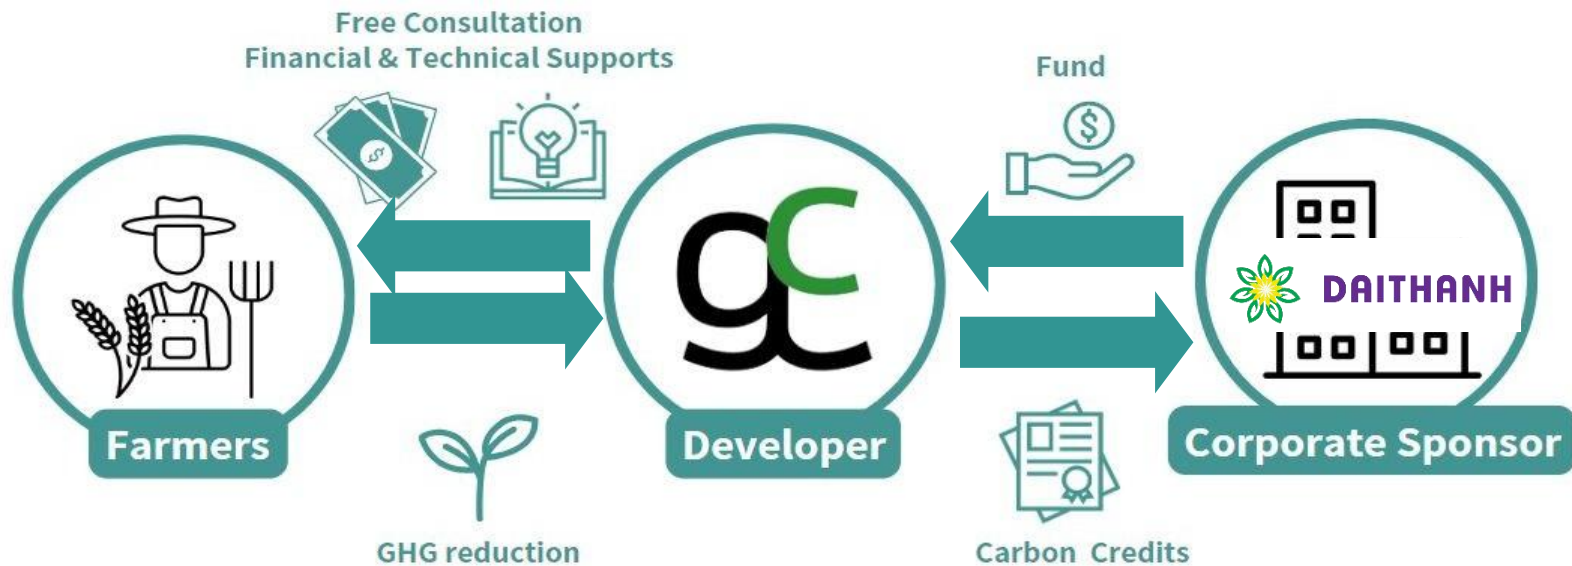 Free Consultation
Financial & Technical Supports
Fund
$
$
gc
DAITHANH
Farmers
Developer
Corporate Sponsor
GHG reduction
Carbon Credits